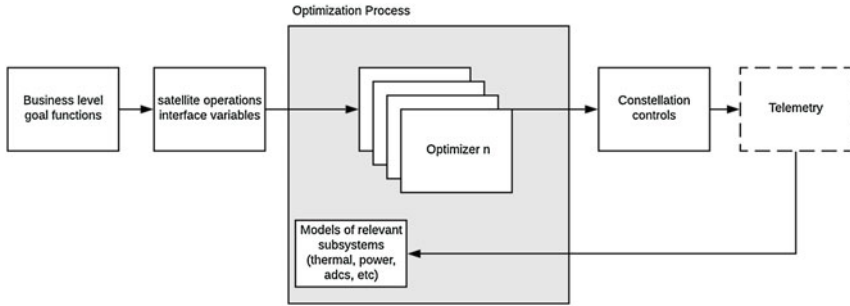 Optimization Process
Business level
goal functions
satellite operations
interface variables
Optimizer n
Constellation
controls
Telemetry
Models of relevant
subsystems
(thermal, power,
adcs, etc)